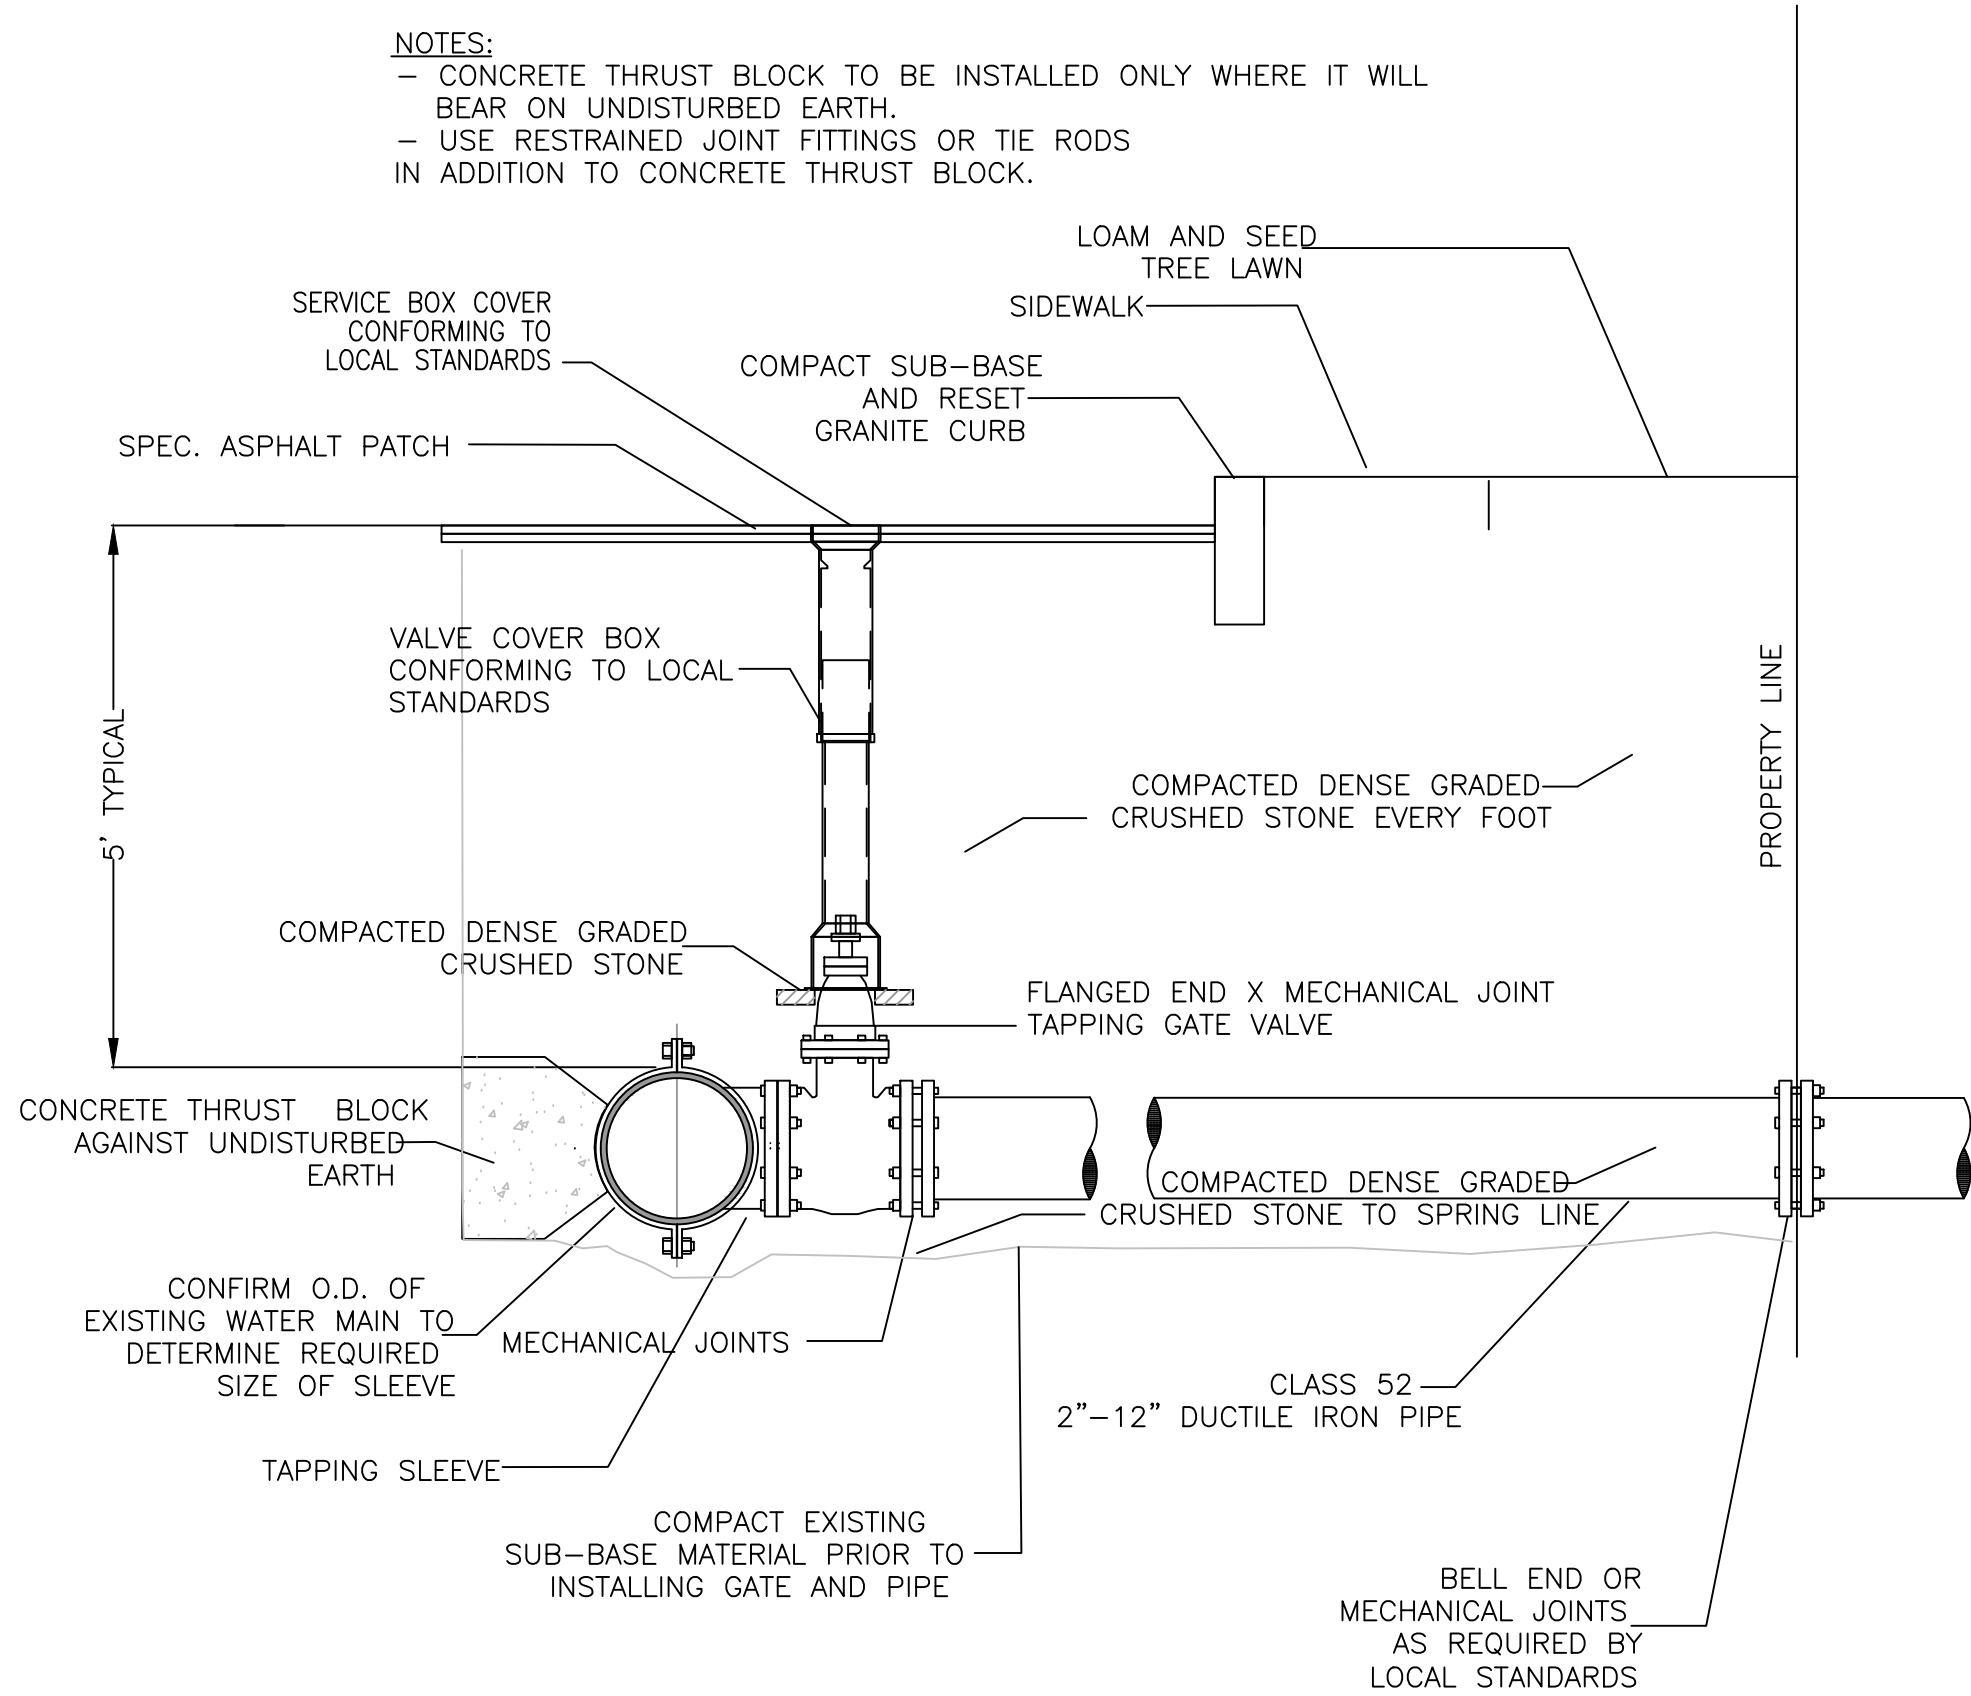 NOTES:
– CONCRETE THRUST BLOCK TO BE INSTALLED ONLY WHERE IT WILL
BEAR ON UNDISTURBED EARTH.
– USE RESTRAINED JOINT FITTINGS OR TIE RODS
IN ADDITION TO CONCRETE THRUST BLOCK.
LOAM AND SEED
TREE LAWN
SIDEWALK
SERVICE BOX COVER
CONFORMING TO
LOCAL STANDARDS
COMPACT SUB-BASE
AND RESET
GRANITE CURB
SPEC. ASPHALT PATCH
VALVE COVER BOX
CONFORMING TO LOCAL
STANDARDS
5' TYPICAL
PROPERTY LINE
COMPACTED DENSE GRADED
CRUSHED STONE EVERY FOOT
COMPACTED DENSE GRADED
CRUSHED STONE
FLANGED END X MECHANICAL JOINT
TAPPING GATE VALVE
CONCRETE THRUST BLOCK
AGAINST UNDISTURBED
EARTH
COMPACTED DENSE GRADED
CRUSHED STONE TO SPRING LINE
CONFIRM O.D. OF
EXISTING WATER MAIN TO
DETERMINE REQUIRED
SIZE OF SLEEVE
MECHANICAL JOINTS
CLASS 52
2"-12" DUCTILE IRON PIPE
TAPPING SLEEVE
COMPACT EXISTING
SUB-BASE MATERIAL PRIOR TO
INSTALLING GATE AND PIPE
BELL END OR
MECHANICAL JOINTS
AS REQUIRED BY
LOCAL STANDARDS